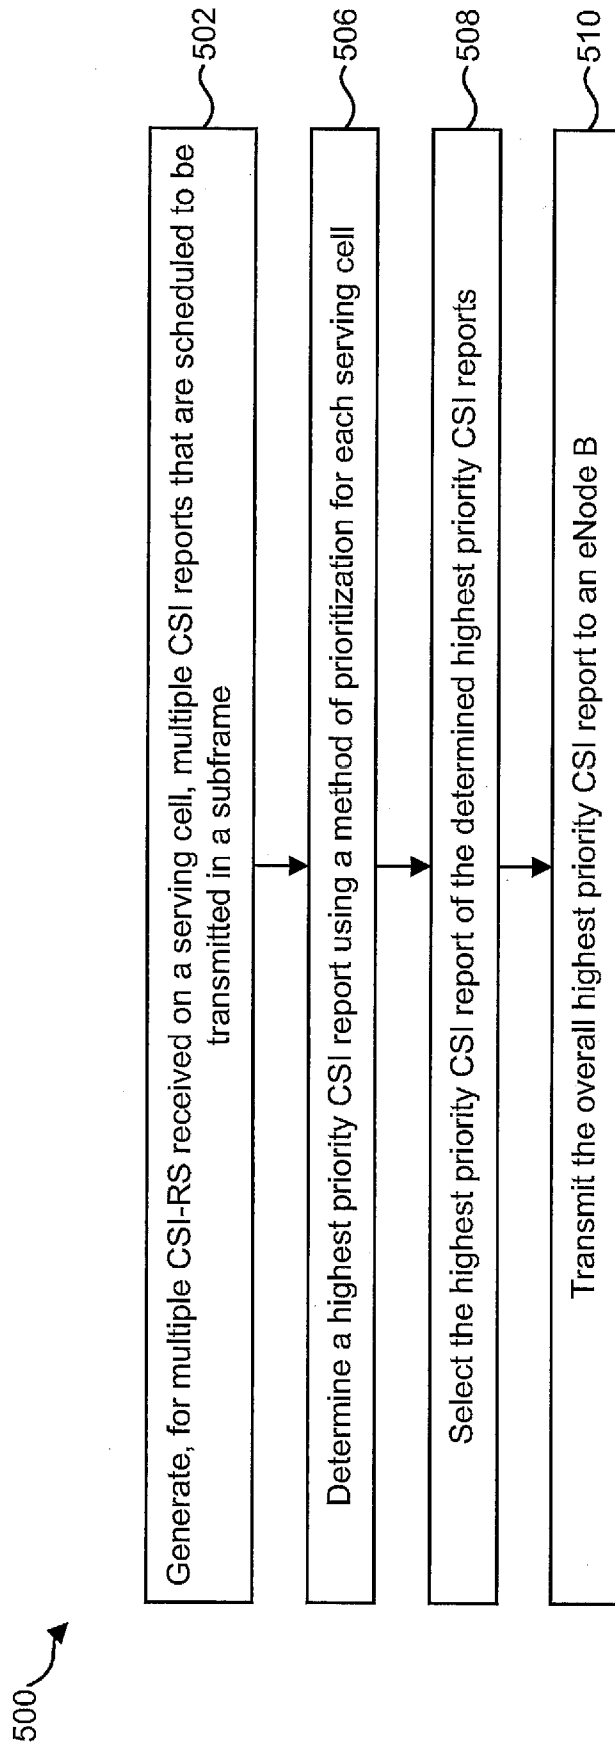 500
Generate, for multiple CSI-RS received on a serving cell, multiple CSI reports that are scheduled to be
transmitted in a subframe
502
Determine a highest priority CSI report using a method of prioritization for each serving cell
506
Select the highest priority CSI report of the determined highest priority CSI reports
508
Transmit the overall highest priority CSI report to an eNode B
510